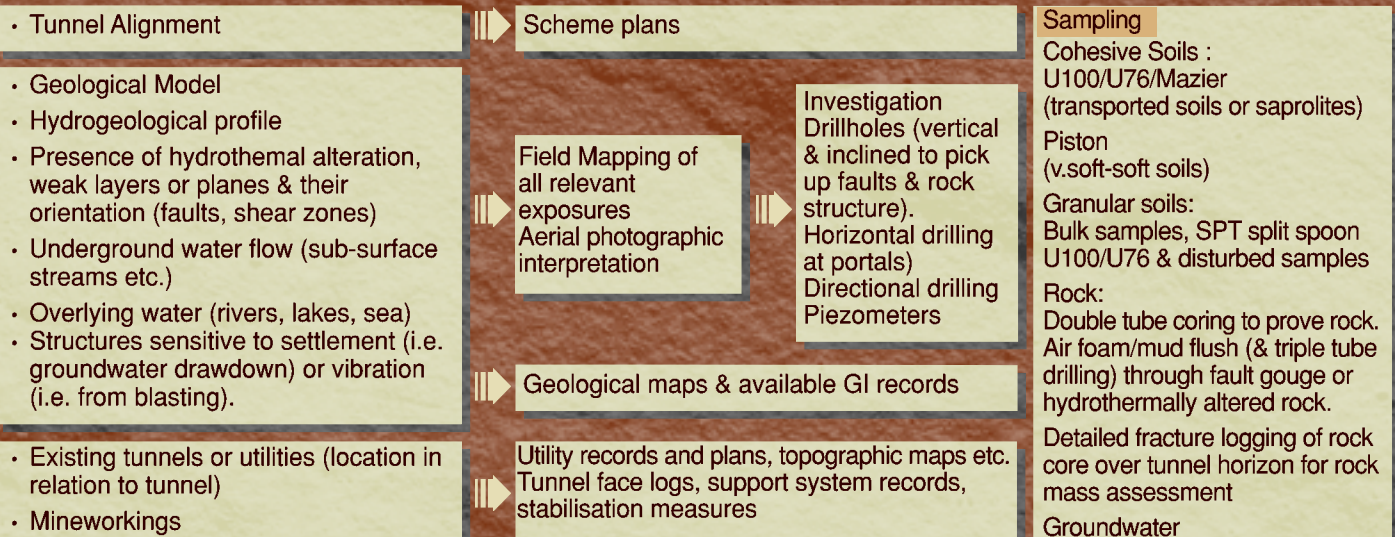 • Tunnel Alignment
Scheme plans
• Geological Model
• Hydrogeological profile
• Presence of hydrothemal alteration,
weak layers or planes & their
orientation (faults, shear zones)
• Underground water flow (sub-surface
streams etc.)
• Overlying water (rivers, lakes, sea)
• Structures sensitive to settlement (i.e.
groundwater drawdown) or vibration
(i.e. from blasting).
Field Mapping of
all relevant
exposures
Aerial photographic
interpretation
Investigation
Drillholes (vertical
& inclined to pick
up faults & rock
structure).
Horizontal drilling
at portals)
Directional drilling
Piezometers
Geological maps & available GI records
• Existing tunnels or utilities (location in
relation to tunnel)
• Mineworkings
Utility records and plans, topographic maps etc.
Tunnel face logs, support system records,
stabilisation measures
Sampling
Cohesive Soils :
U100/U76/Mazier
(transported soils or saprolites)
Piston
(v.soft-soft soils)
Granular soils:
Bulk samples, SPT split spoon
U100/U76 & disturbed samples
Rock:
Double tube coring to prove rock.
Air foam/mud flush (& triple tube
drilling) through fault gouge or
hydrothermally altered rock.
Detailed fracture logging of rock
core over tunnel horizon for rock
mass assessment
Groundwater